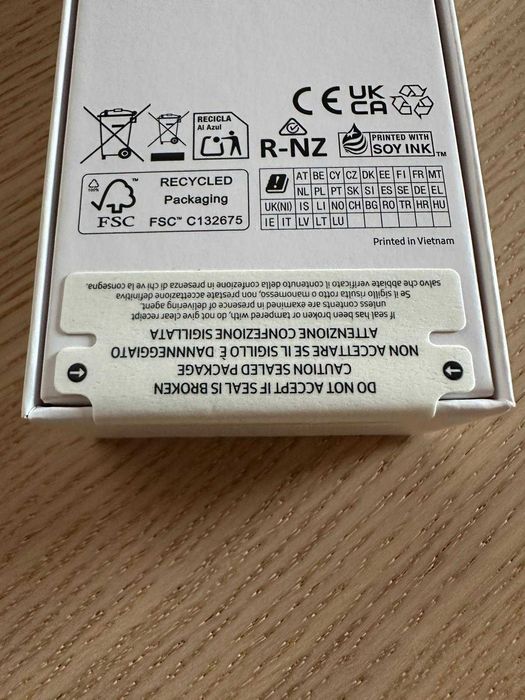 CE UK CA
RECICLA
Al Azul
R-NZ
PRINTED WITH
SOY INK™
100%
FSC
RECYCLED
Packaging
FSC™ C132675
AT BE CY CZ DK EE FI FR MT
NL PL PT SK SI ES SE DE EL
UK(NI) IS LI NO CH BG RO TR HR HU
IE IT LV LT LU
Printed in Vietnam
DO NOT ACCEPT IF SEAL IS BROKEN
CAUTION SEALED PACKAGE
NON ACCETTARE SE IL SIGILLO È DANNNEGGIATO
ATTENZIONE CONFEZIONE SIGILLATA
If seal has been broken or tampered with, do not give clear receipt
unless contents are examined in presence of delivering agent.
Se il sigillo risulta rotto o manomesso, non prestate accettazione definitiva
salvo che abbiate verificato il contenuto della confezione in presenza di chi ve la consegna.